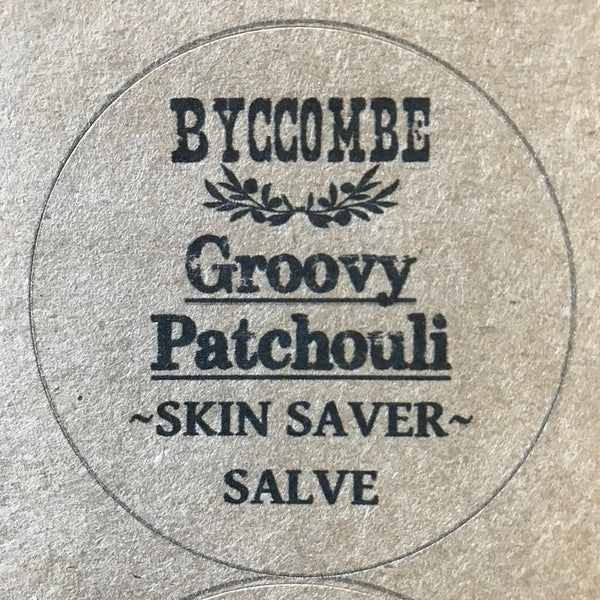 BYCCOMBE
Groovy
Patchouli
~SKIN SAVER~
SALVE